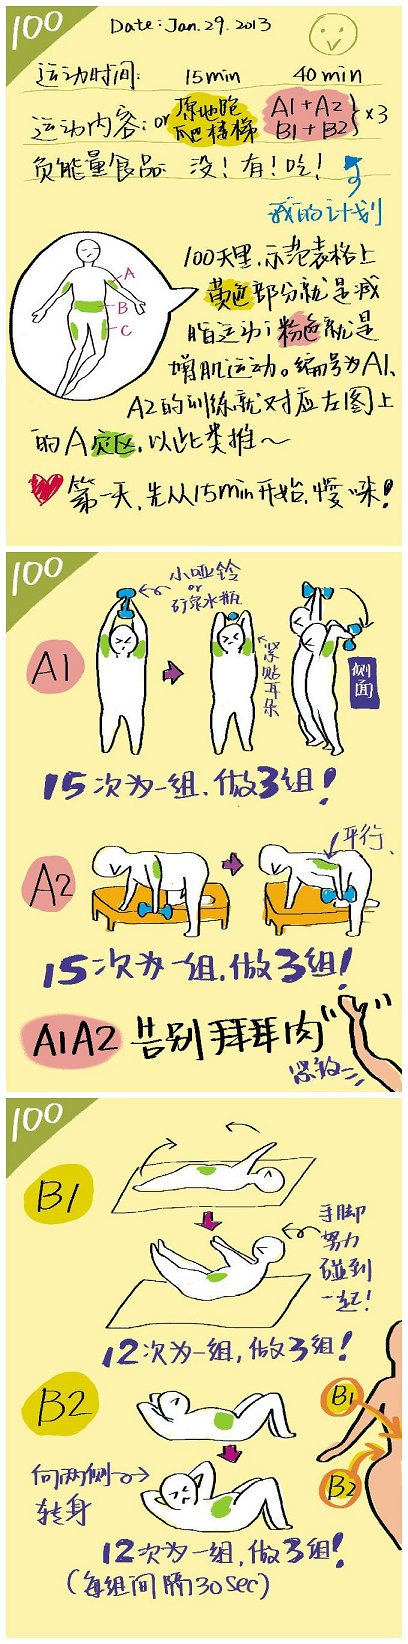 100
Date: Jan. 29. 2013
运动时间: 15min 40min
运动内容: 原地跑 or 爬楼梯 A1+A2 B1+B2 }×3
负能量食品: 没! 有! 吃!
我的计划
A
B
C
100天里,示范表格上
黄色部分就是减
脂运动;粉色就是
增肌运动。编号为A1、
A2的训练就对应左图上
的A灾区,以此类推~
第一天,先从15min开始,慢咪!
100
小哑铃
or
矿泉水瓶
A1
紧贴耳朵
侧面
15次为一组,做3组!
A2
平行
15次为一组,做3组!
A1A2 告别拜拜肉
紧致
100
B1
手脚
努力
碰到
一起!
12次为一组,做3组!
B2
B1
B2
向两侧
转身
12次为一组,做3组!
(每组间隔30sec)